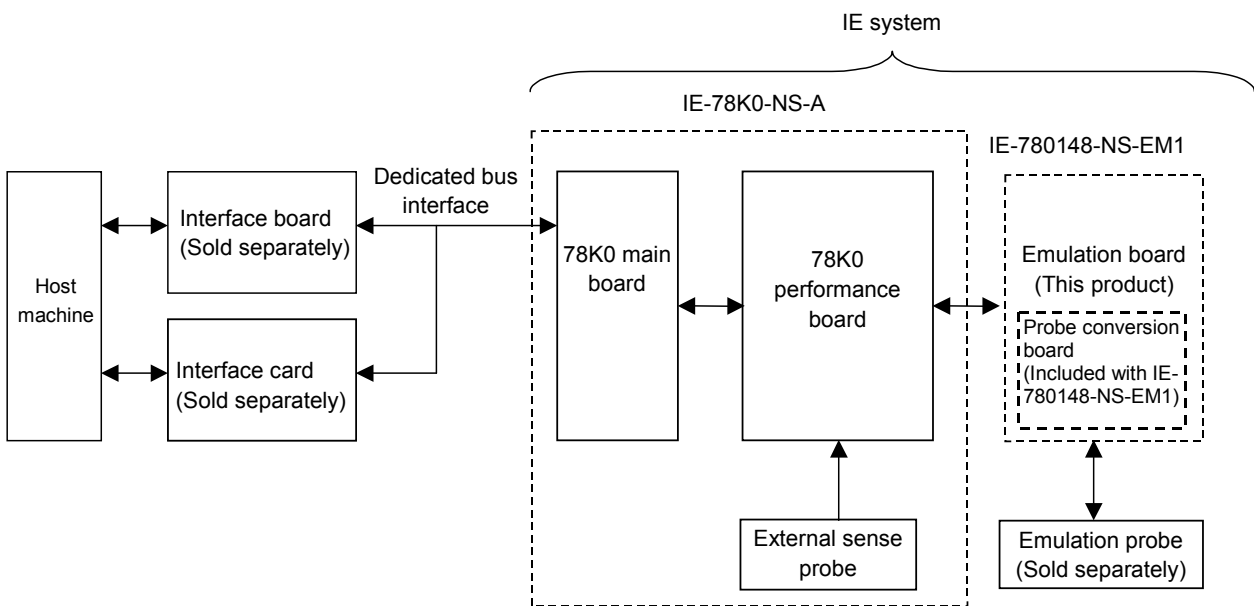 IE system
IE-78K0-NS-A
IE-780148-NS-EM1
Host
machine
Interface board
(Sold separately)
Interface card
(Sold separately)
Dedicated bus
interface
78K0 main
board
78K0
performance
board
Emulation board
(This product)
Probe conversion
board
(Included with IE-
780148-NS-EM1)
External sense
probe
Emulation probe
(Sold separately)